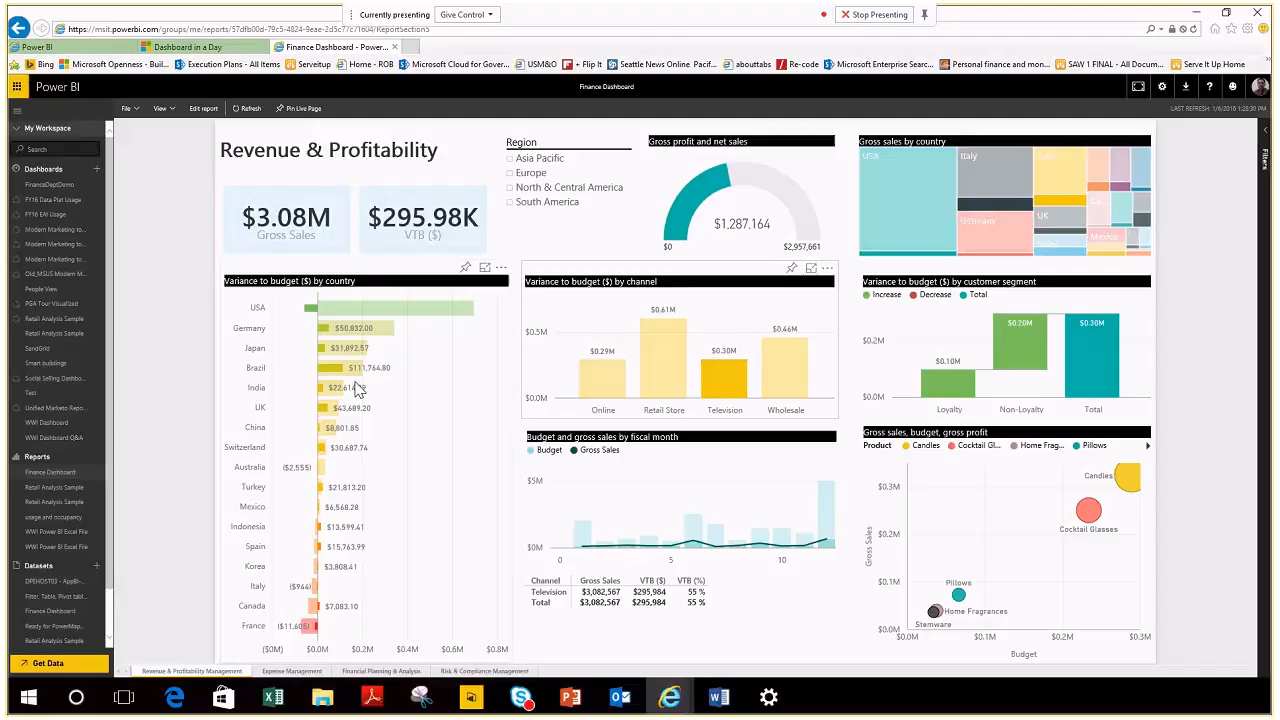 Currently presenting
Give Control
Stop Presenting
https://msit.powerbi.com/groups/me/reports/57dfb00d-79c5-4824-9eae-2d5c77c71604/ReportSection5
Power BI
Dashboard in a Day
Finance Dashboard - Power...
Bing
Microsoft Openness - Buil...
Execution Plans - All Items
Serveitup
Home - ROB
Microsoft Cloud for Gover...
USM&O
+ Flip It
Seattle News Online Pacif...
abouttabs
Re-code
Microsoft Enterprise Searc...
Personal finance and mon...
SAW 1 FINAL - All Docum...
Serve It Up Home
Power BI
Finance Dashboard
File
View
Edit report
Refresh
Pin Live Page
LAST REFRESH: 1/6/2016 1:28:30 PM
My Workspace
Search
Dashboards
FinanceDeptDemo
FY16 Data Plat Usage
FY16 EAI Usage
Modern Marketing to...
Modern Marketing to...
Modern Marketing to...
Old_MSUS Modern M...
People View
PGA Tour Visualized
Retail Analysis Sample
Retail Analysis Sample
SendGrid
Smart buildings
Social Selling Dashbo...
Test
Unified Marketo Repo...
WWI Dashboard
WWI Dashboard Q&A
Reports
Finance Dashboard
Retail Analysis Sample
Retail Analysis Sample
usage and occupancy
WWI Power BI Excel File
WWI Power BI Excel File
Datasets
DPEHOST03 - AppBI-...
Filter, Table, Pivot tabl...
Finance Dashboard
Ready for PowerMap...
Retail Analysis Sample
Get Data
Revenue & Profitability
$3.08M
Gross Sales
$295.98K
VTB ($)
Region
Asia Pacific
Europe
North & Central America
South America
Gross profit and net sales
$1,287,164
$0
$2,957,661
Gross sales by country
USA
Italy
Germany
UK
Mexico
Filters
Variance to budget ($) by country
USA
Germany
$50,832.00
Japan
$31,892.57
Brazil
$111,764.80
India
UK
$43,689.20
China
$8,801.85
Switzerland
$30,687.74
Australia
($2,555)
Turkey
$21,813.20
Mexico
$6,568.28
Indonesia
$13,599.41
Spain
$15,763.99
Korea
$3,808.41
Italy
($944)
Canada
$7,083.10
France
($11,605)
($0M)
$0.0M
$0.2M
$0.4M
$0.6M
$0.8M
Variance to budget ($) by channel
$0.5M
$0.0M
$0.29M
$0.61M
$0.30M
$0.46M
Online
Retail Store
Television
Wholesale
Variance to budget ($) by customer segment
Increase
Decrease
Total
$0.2M
$0.0M
$0.10M
$0.20M
$0.30M
Loyalty
Non-Loyalty
Total
Budget and gross sales by fiscal month
Budget
Gross Sales
$5M
$0M
0
5
10
Channel Gross Sales VTB ($) VTB (%)
Television $3,082,567 $295,984 55 %
Total $3,082,567 $295,984 55 %
Gross sales, budget, gross profit
Product
Candles
Cocktail Gl...
Home Frag...
Pillows
Gross Sales
$0.3M
$0.2M
$0.1M
$0.0M
Candles
Cocktail Glasses
Pillows
Home Fragrances
Stemware
$0.0M
$0.1M
$0.2M
$0.3M
Budget
Revenue & Profitability Management
Expense Management
Financial Planning & Analysis
Risk & Compliance Management